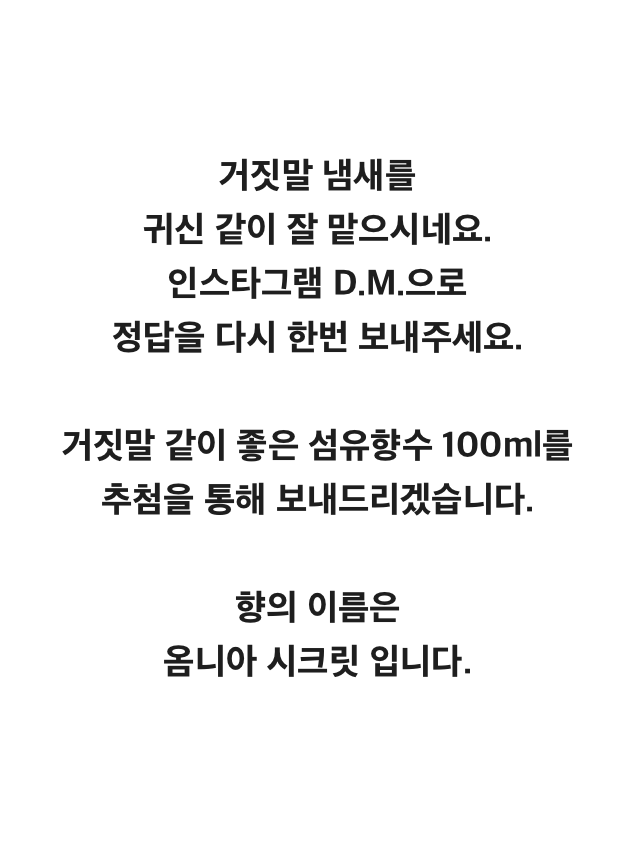 거짓말 냄새를
귀신 같이 잘 맡으시네요.
인스타그램 D.M.으로
정답을 다시 한번 보내주세요.
거짓말 같이 좋은 섬유향수 100ml를
추첨을 통해 보내드리겠습니다.
향의 이름은
옴니아 시크릿 입니다.